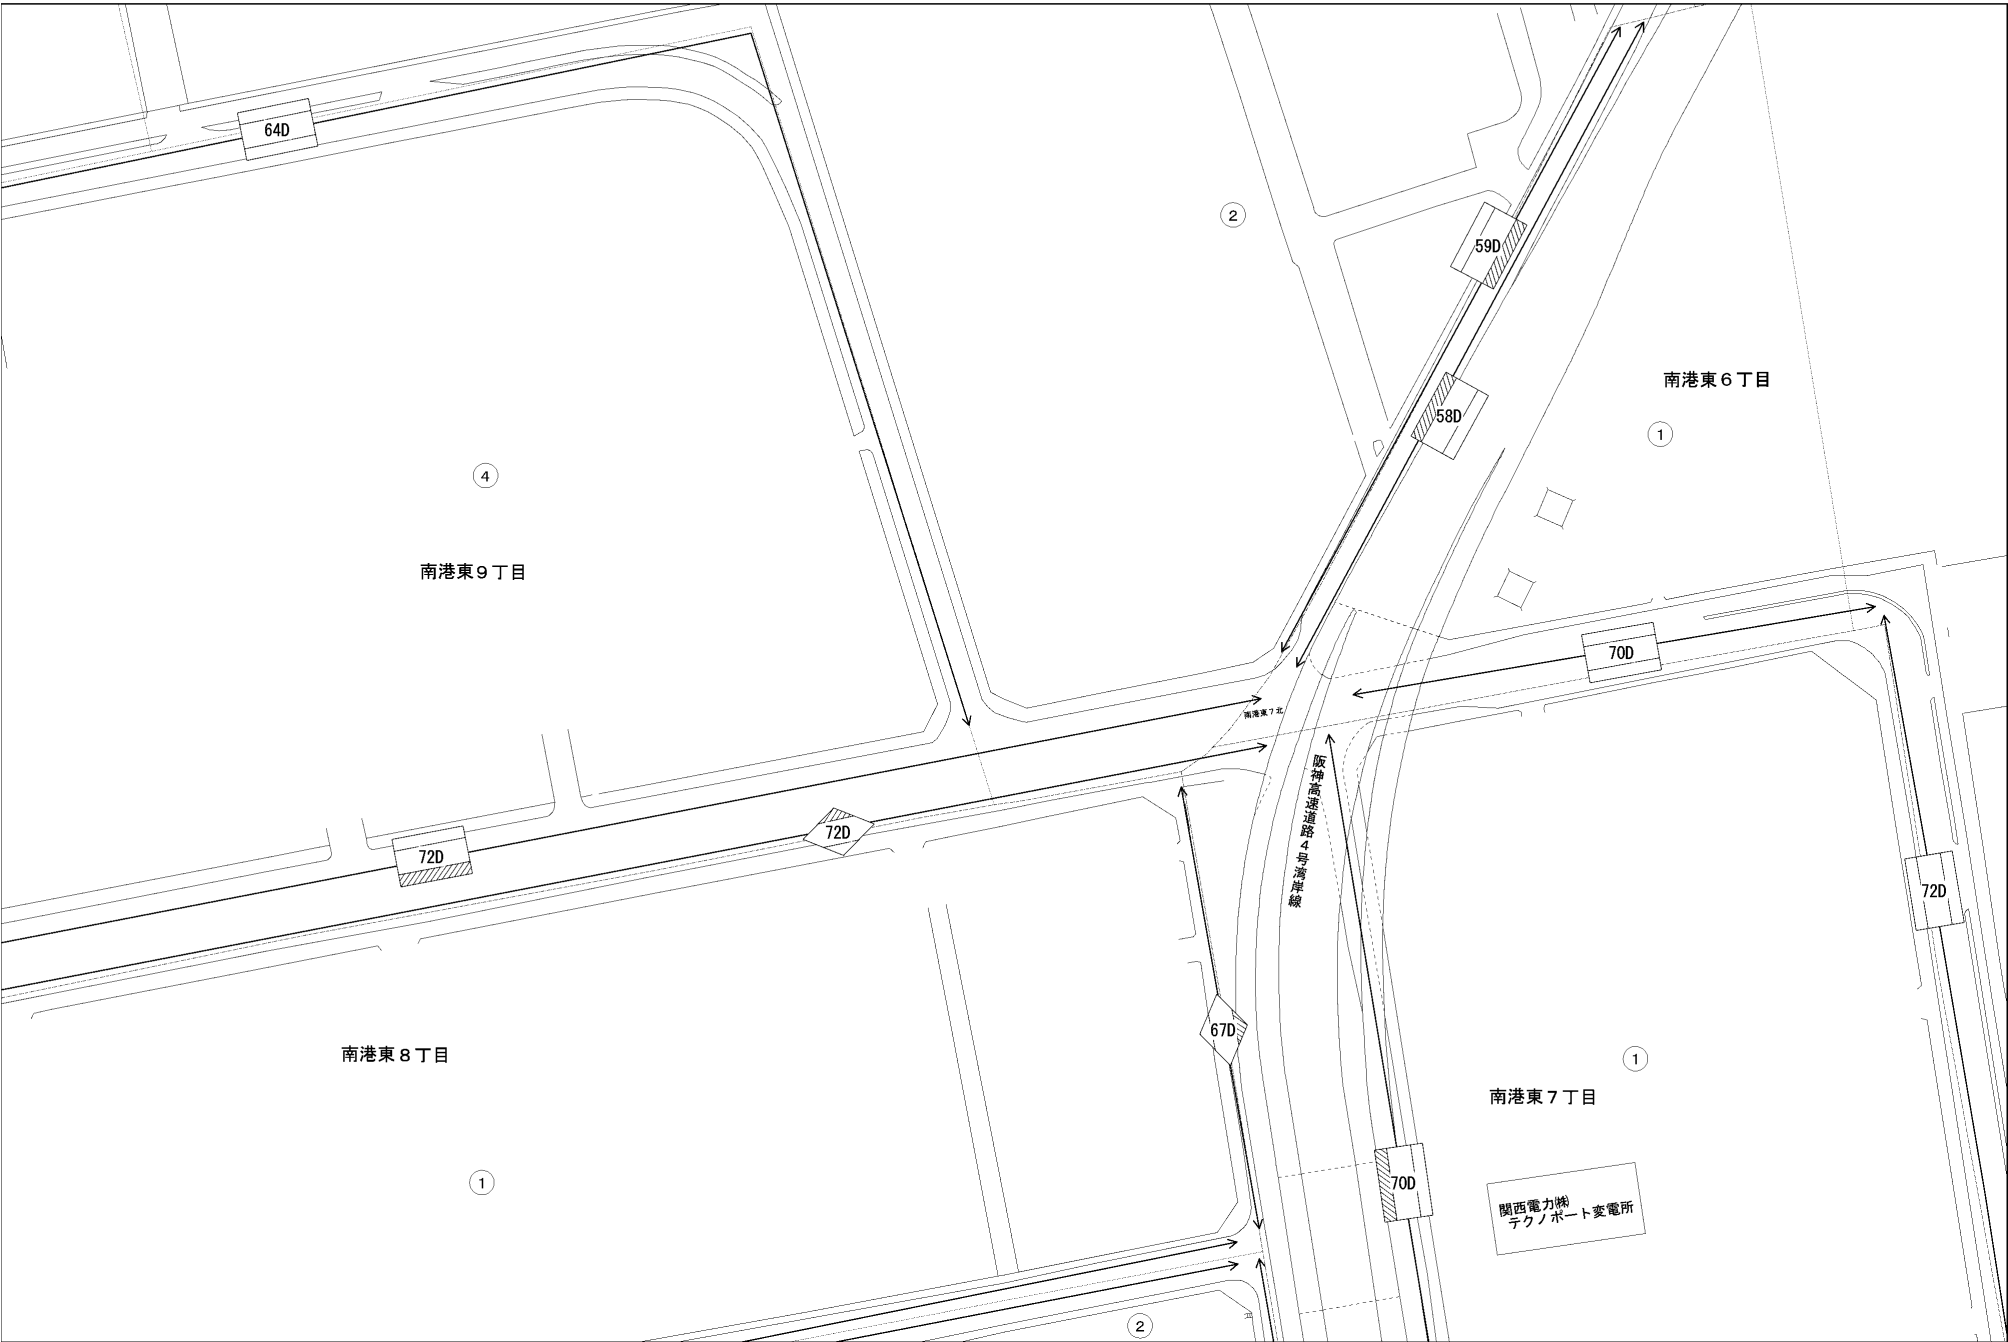 64D
②
59D
南港東６丁目
58D
①
④
南港東９丁目
70D
南港東７北
阪神高速道路４号湾岸線
72D
72D
72D
67D
南港東８丁目
①
南港東７丁目
①
70D
関西電力㈱
テクノポート変電所
②